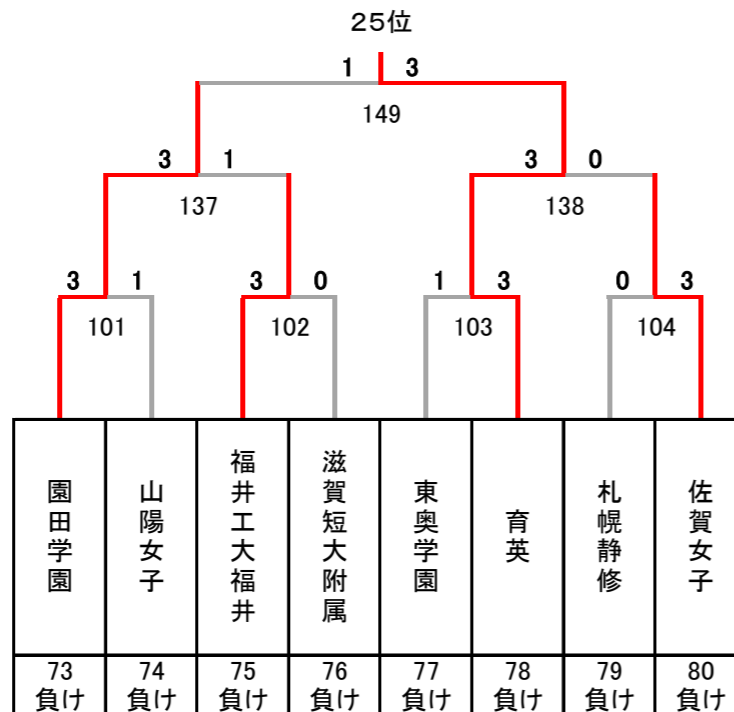 25位
1 3
149
3 1 3 0
137 138
3 1 3 0 1 3 0 3
101 102 103 104
園田学園
山陽女子
福井工大福井
滋賀短大附属
東奥学園
育英
札幌静修
佐賀女子
73 74 75 76 77 78 79 80
負け 負け 負け 負け 負け 負け 負け 負け